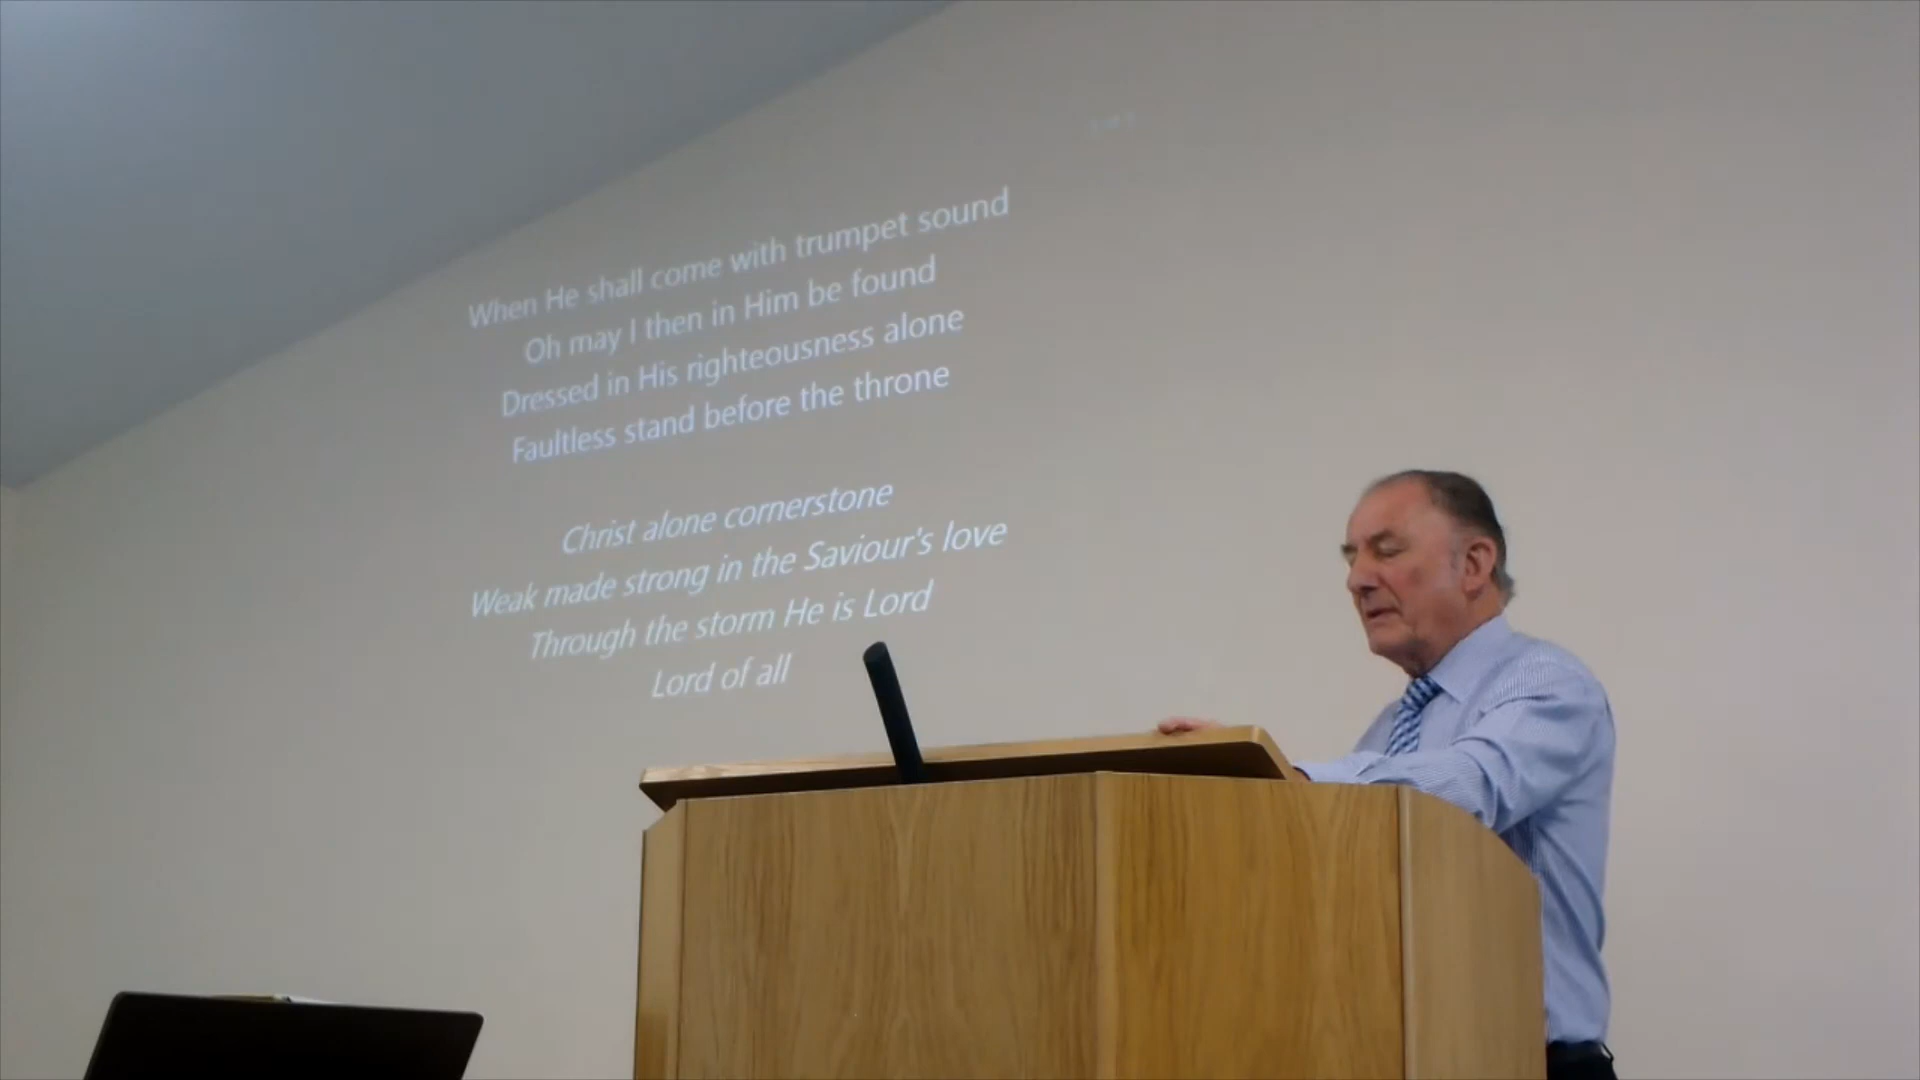 When He shall come with trumpet sound
Oh may I then in Him be found
Dressed in His righteousness alone
Faultless stand before the throne
Christ alone cornerstone
Weak made strong in the Saviour's love
Through the storm He is Lord
Lord of all